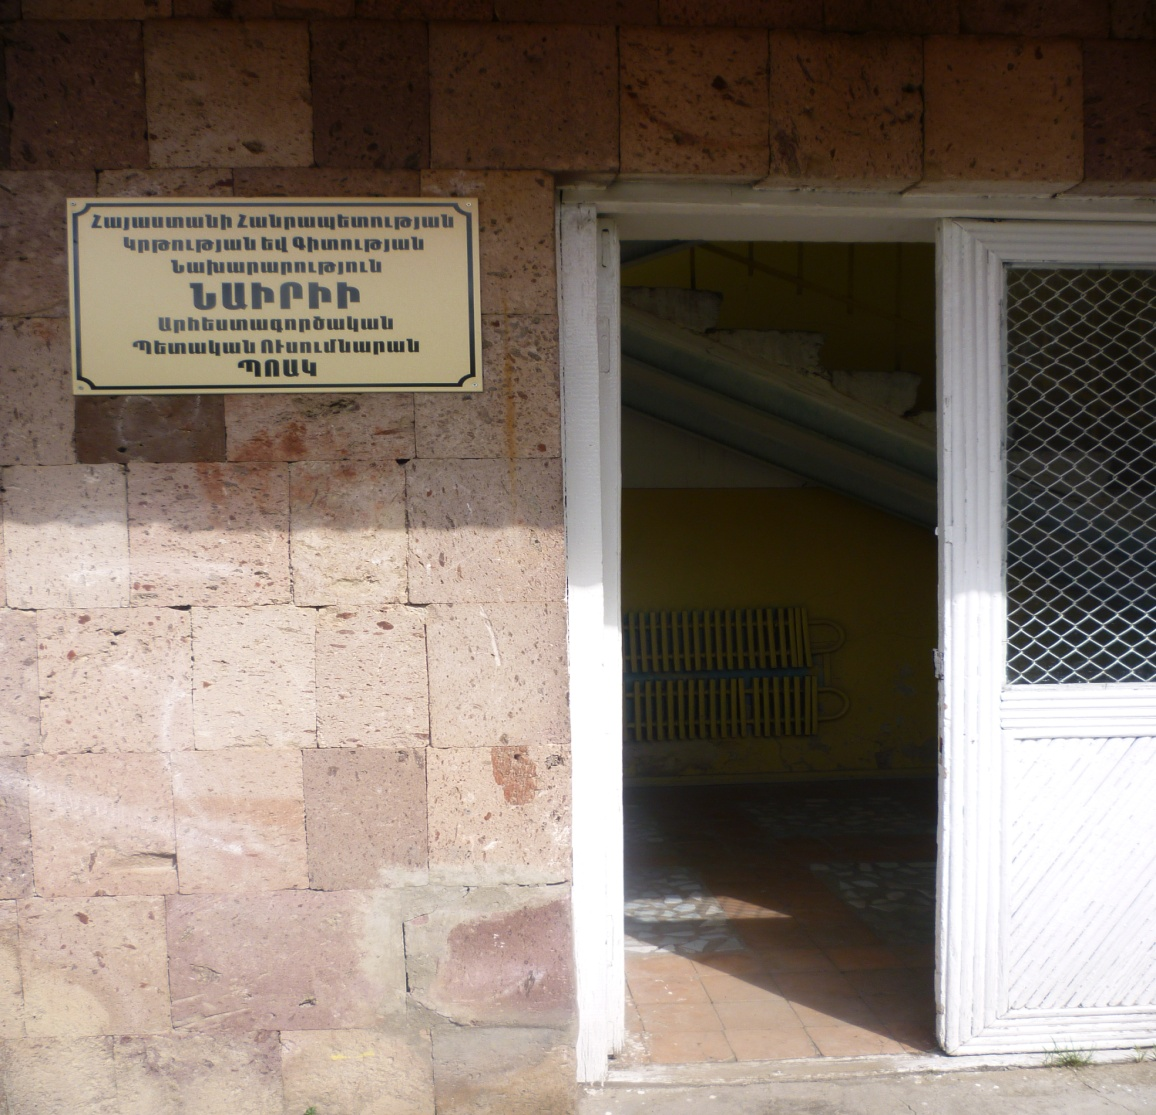 Հայաստանի Հանրապետության
կրթության եվ Գիտության
Նախարարություն
ՆԱԻՐԻԻ
Արհեստագործական
Պետական Ուսումնարան
ՊՈԱԿ